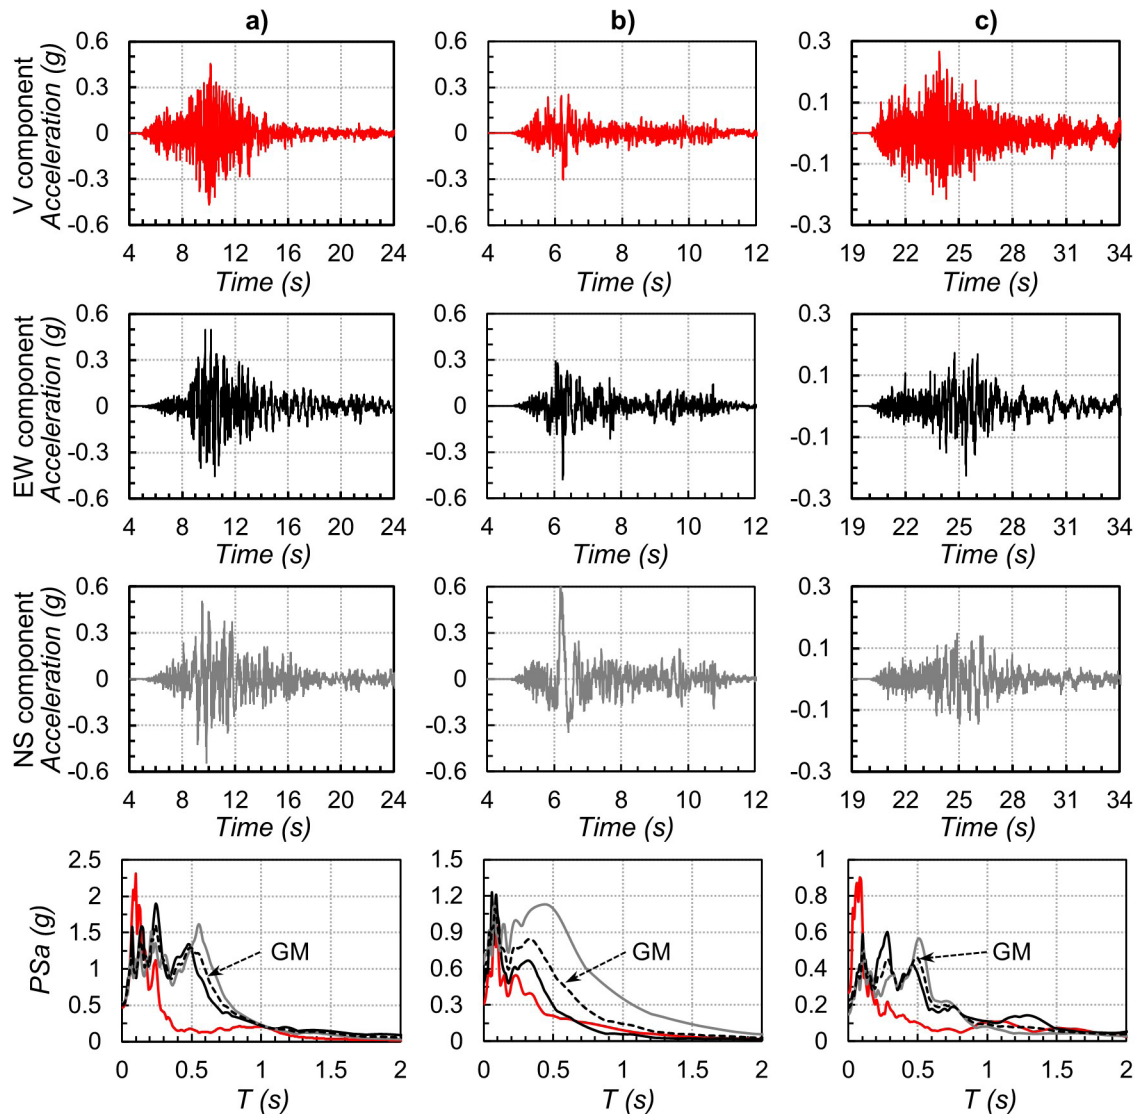 a) b) c)
V component
Acceleration (g)
0.6 0.3 0 -0.3 -0.6
4 8 12 16 20 24
Time (s)
0.6 0.3 0 -0.3 -0.6
4 6 8 10 12
Time (s)
0.3 0.1 -0.1 -0.3
19 22 25 28 31 34
Time (s)
EW component
Acceleration (g)
0.6 0.3 0 -0.3 -0.6
4 8 12 16 20 24
Time (s)
0.6 0.3 0 -0.3 -0.6
4 6 8 10 12
Time (s)
0.3 0.1 -0.1 -0.3
19 22 25 28 31 34
Time (s)
NS component
Acceleration (g)
0.6 0.3 0 -0.3 -0.6
4 8 12 16 20 24
Time (s)
0.6 0.3 0 -0.3 -0.6
4 6 8 10 12
Time (s)
0.3 0.1 -0.1 -0.3
19 22 25 28 31 34
Time (s)
PSa (g)
2.5 2 1.5 1 0.5 0
GM
0 0.5 1 1.5 2
T (s)
1.5 1.2 0.9 0.6 0.3 0
GM
0 0.5 1 1.5 2
T (s)
1 0.8 0.6 0.4 0.2 0
GM
0 0.5 1 1.5 2
T (s)